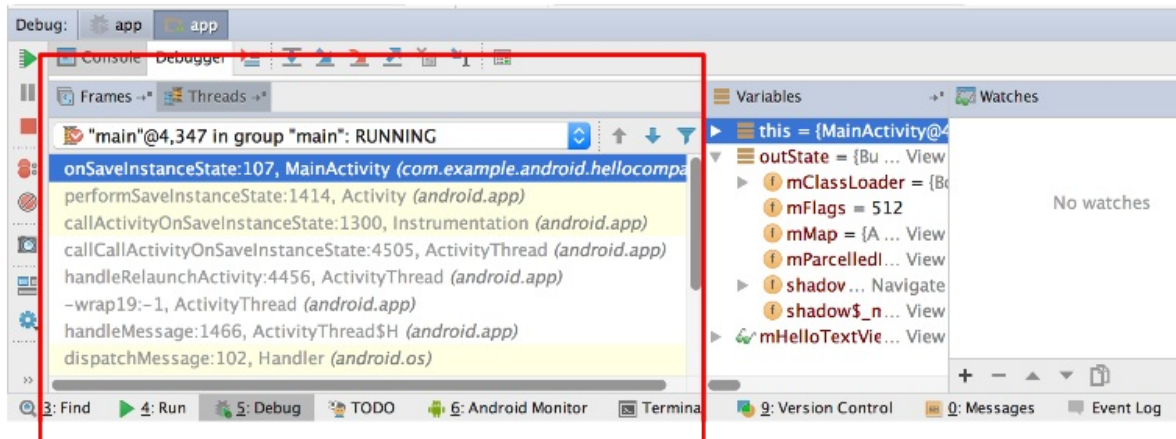 Debug: app app
Console Debugger
Frames Threads
Variables
Watches
"main"@4,347 in group "main": RUNNING
onSaveInstanceState:107, MainActivity (com.example.android.hellocompa
performSaveInstanceState:1414, Activity (android.app)
callActivityOnSaveInstanceState:1300, Instrumentation (android.app)
callCallActivityOnSaveInstanceState:4505, ActivityThread (android.app)
handleRelaunchActivity:4456, ActivityThread (android.app)
-wrap19:-1, ActivityThread (android.app)
handleMessage:1466, ActivityThread$H (android.app)
dispatchMessage:102, Handler (android.os)
this = {MainActivity@4
outState = {Bu ... View
mClassLoader = {Bo
mFlags = 512
mMap = {A ... View
mParcelledI... View
shadov... Navigate
shadow$_n... View
mHelloTextVie... View
No watches
3: Find 4: Run 5: Debug TODO 6: Android Monitor Termina 9: Version Control 0: Messages Event Log